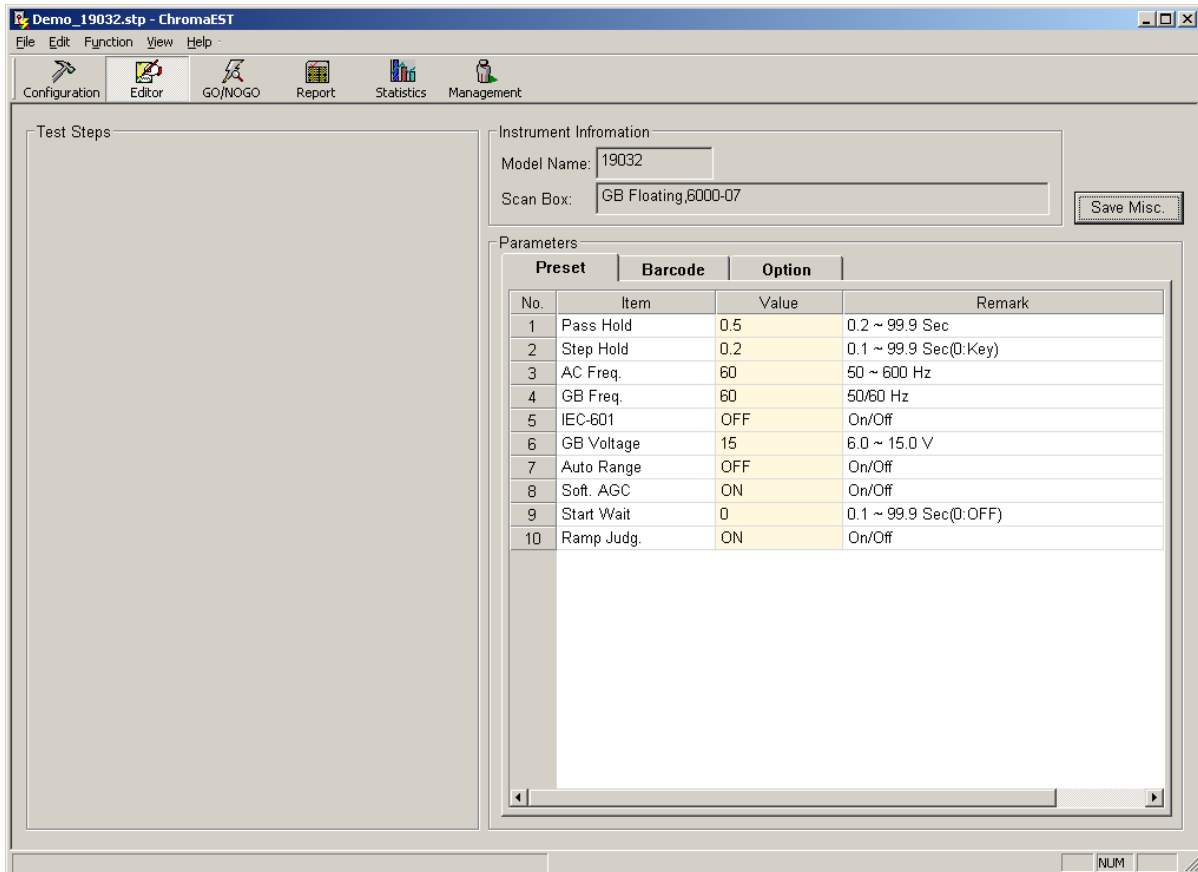 Demo_19032.stp - ChromaEST
File Edit Function View Help
Configuration Editor GO/NOGO Report Statistics Management
Test Steps
Instrument Infromation
Model Name: 19032
Scan Box: GB Floating,6000-07
Save Misc.
Parameters
Preset Barcode Option
No. Item Value Remark
1 Pass Hold 0.5 0.2 ~ 99.9 Sec
2 Step Hold 0.2 0.1 ~ 99.9 Sec(0:Key)
3 AC Freq. 60 50 ~ 600 Hz
4 GB Freq. 60 50/60 Hz
5 IEC-601 OFF On/Off
6 GB Voltage 15 6.0 ~ 15.0 V
7 Auto Range OFF On/Off
8 Soft. AGC ON On/Off
9 Start Wait 0 0.1 ~ 99.9 Sec(0:OFF)
10 Ramp Judg. ON On/Off
NUM